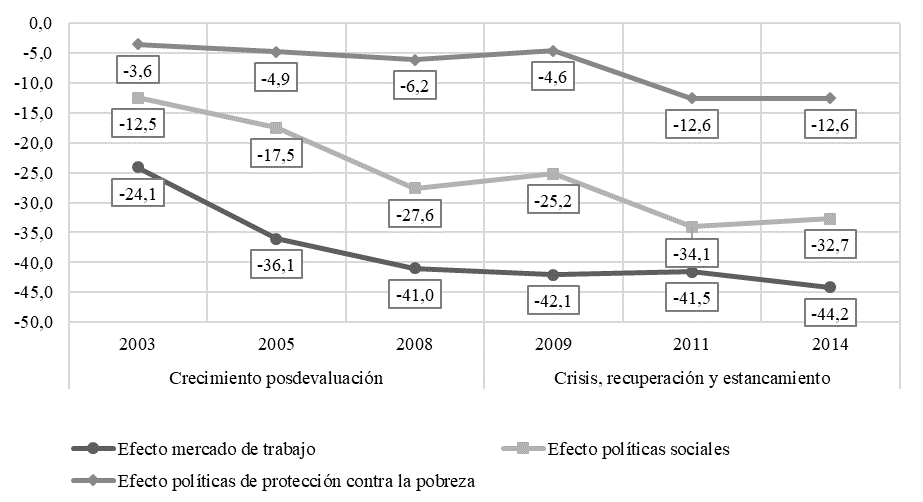 0,0
-5,0
-10,0
-15,0
-20,0
-25,0
-30,0
-35,0
-40,0
-45,0
-50,0
-3,6 -4,9 -6,2 -4,6 -12,6 -12,6
-12,5 -17,5 -27,6 -25,2 -34,1 -32,7
-24,1 -36,1 -41,0 -42,1 -41,5 -44,2
2003 2005 2008 2009 2011 2014
Crecimiento posdevaluación Crisis, recuperación y estancamiento
Efecto mercado de trabajo Efecto políticas sociales
Efecto políticas de protección contra la pobreza